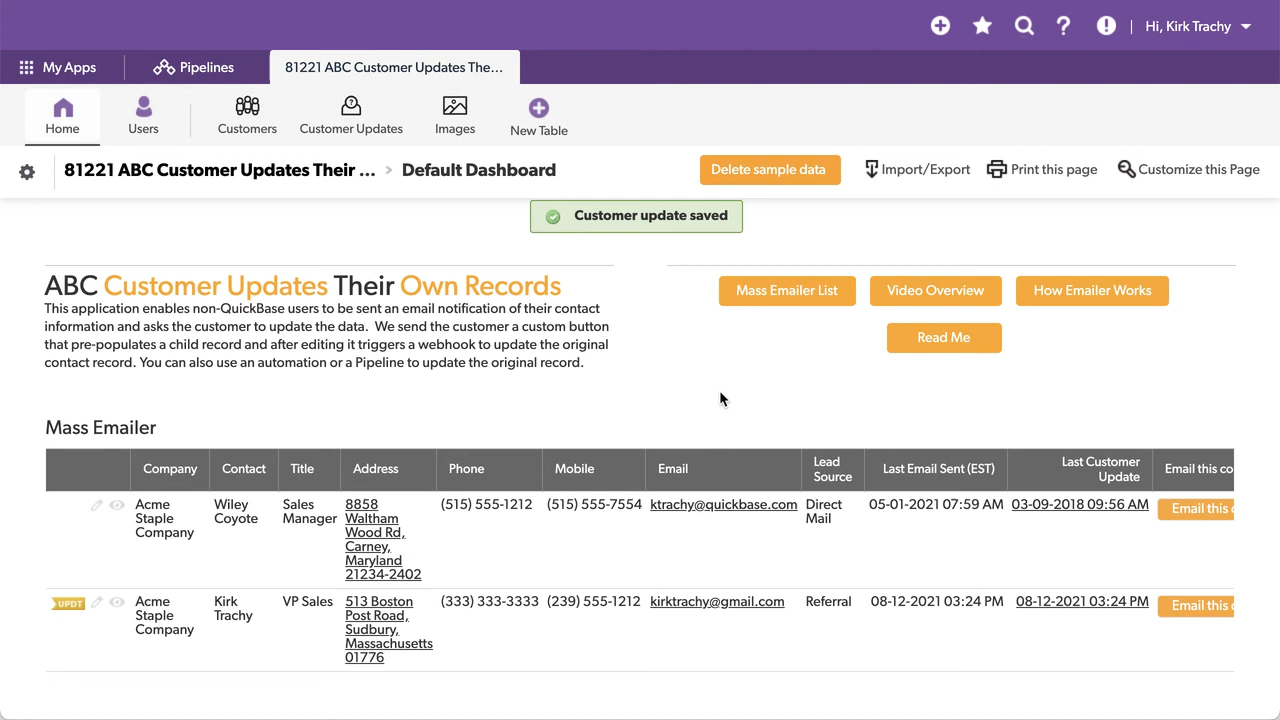 Hi, Kirk Trachy
My Apps
Pipelines
81221 ABC Customer Updates The...
Home
Users
Customers
Customer Updates
Images
New Table
81221 ABC Customer Updates Their ... > Default Dashboard
Delete sample data
Import/Export
Print this page
Customize this Page
Customer update saved
ABC Customer Updates Their Own Records
This application enables non-QuickBase users to be sent an email notification of their contact
information and asks the customer to update the data. We send the customer a custom button
that pre-populates a child record and after editing it triggers a webhook to update the original
contact record. You can also use an automation or a Pipeline to update the original record.
Mass Emailer List
Video Overview
How Emailer Works
Read Me
Mass Emailer
Company
Contact
Title
Address
Phone
Mobile
Email
Lead
Source
Last Email Sent (EST)
Last Customer
Update
Email this co
Acme
Staple
Company
Wiley
Coyote
Sales
Manager
8858
Waltham
Wood Rd,
Carney,
Maryland
21234-2402
(515) 555-1212
(515) 555-7554
ktrachy@quickbase.com
Direct
Mail
05-01-2021 07:59 AM
03-09-2018 09:56 AM
Email this c
UPDT
Acme
Staple
Company
Kirk
Trachy
VP Sales
513 Boston
Post Road,
Sudbury,
Massachusetts
01776
(333) 333-3333
(239) 555-1212
kirktrachy@gmail.com
Referral
08-12-2021 03:24 PM
08-12-2021 03:24 PM
Email this c